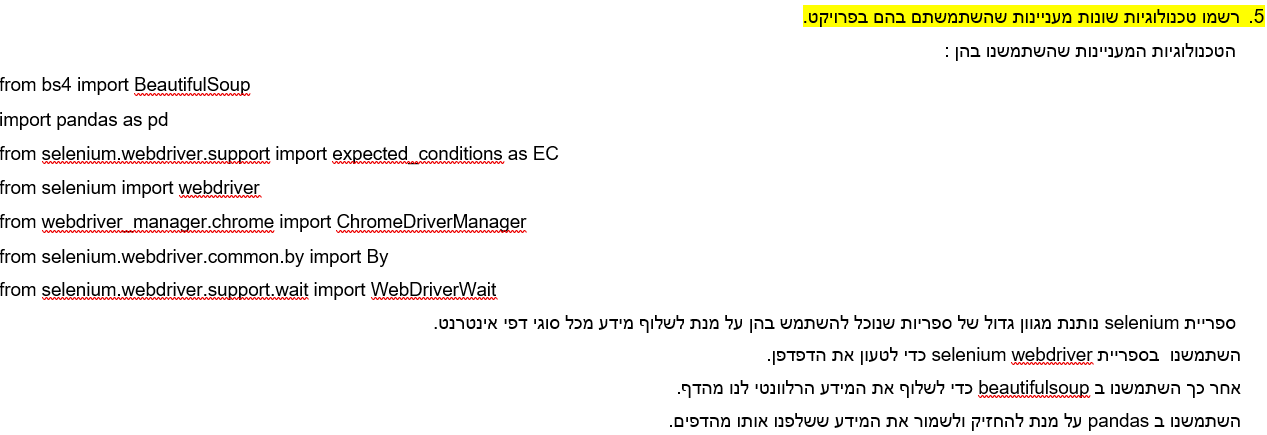 5. רשמו טכנולוגיות שונות מעניינות שהשתמשתם בהם בפרויקט.
הטכנולוגיות המעניינות שהשתמשנו בהן :
from bs4 import BeautifulSoup
import pandas as pd
from selenium.webdriver.support import expected_conditions as EC
from selenium import webdriver
from webdriver_manager.chrome import ChromeDriverManager
from selenium.webdriver.common.by import By
from selenium.webdriver.support.wait import WebDriverWait
ספריית selenium נותנת מגוון גדול של ספריות שנוכל להשתמש בהן על מנת לשלוף מידע מכל סוגי דפי אינטרנט.
השתמשנו בספריית selenium webdriver כדי לטעון את הדפדפן.
אחר כך השתמשנו ב beautifulsoup כדי לשלוף את המידע הרלוונטי לנו מהדף.
השתמשנו ב pandas על מנת להחזיק ולשמור את המידע ששלפנו אותו מהדפים.